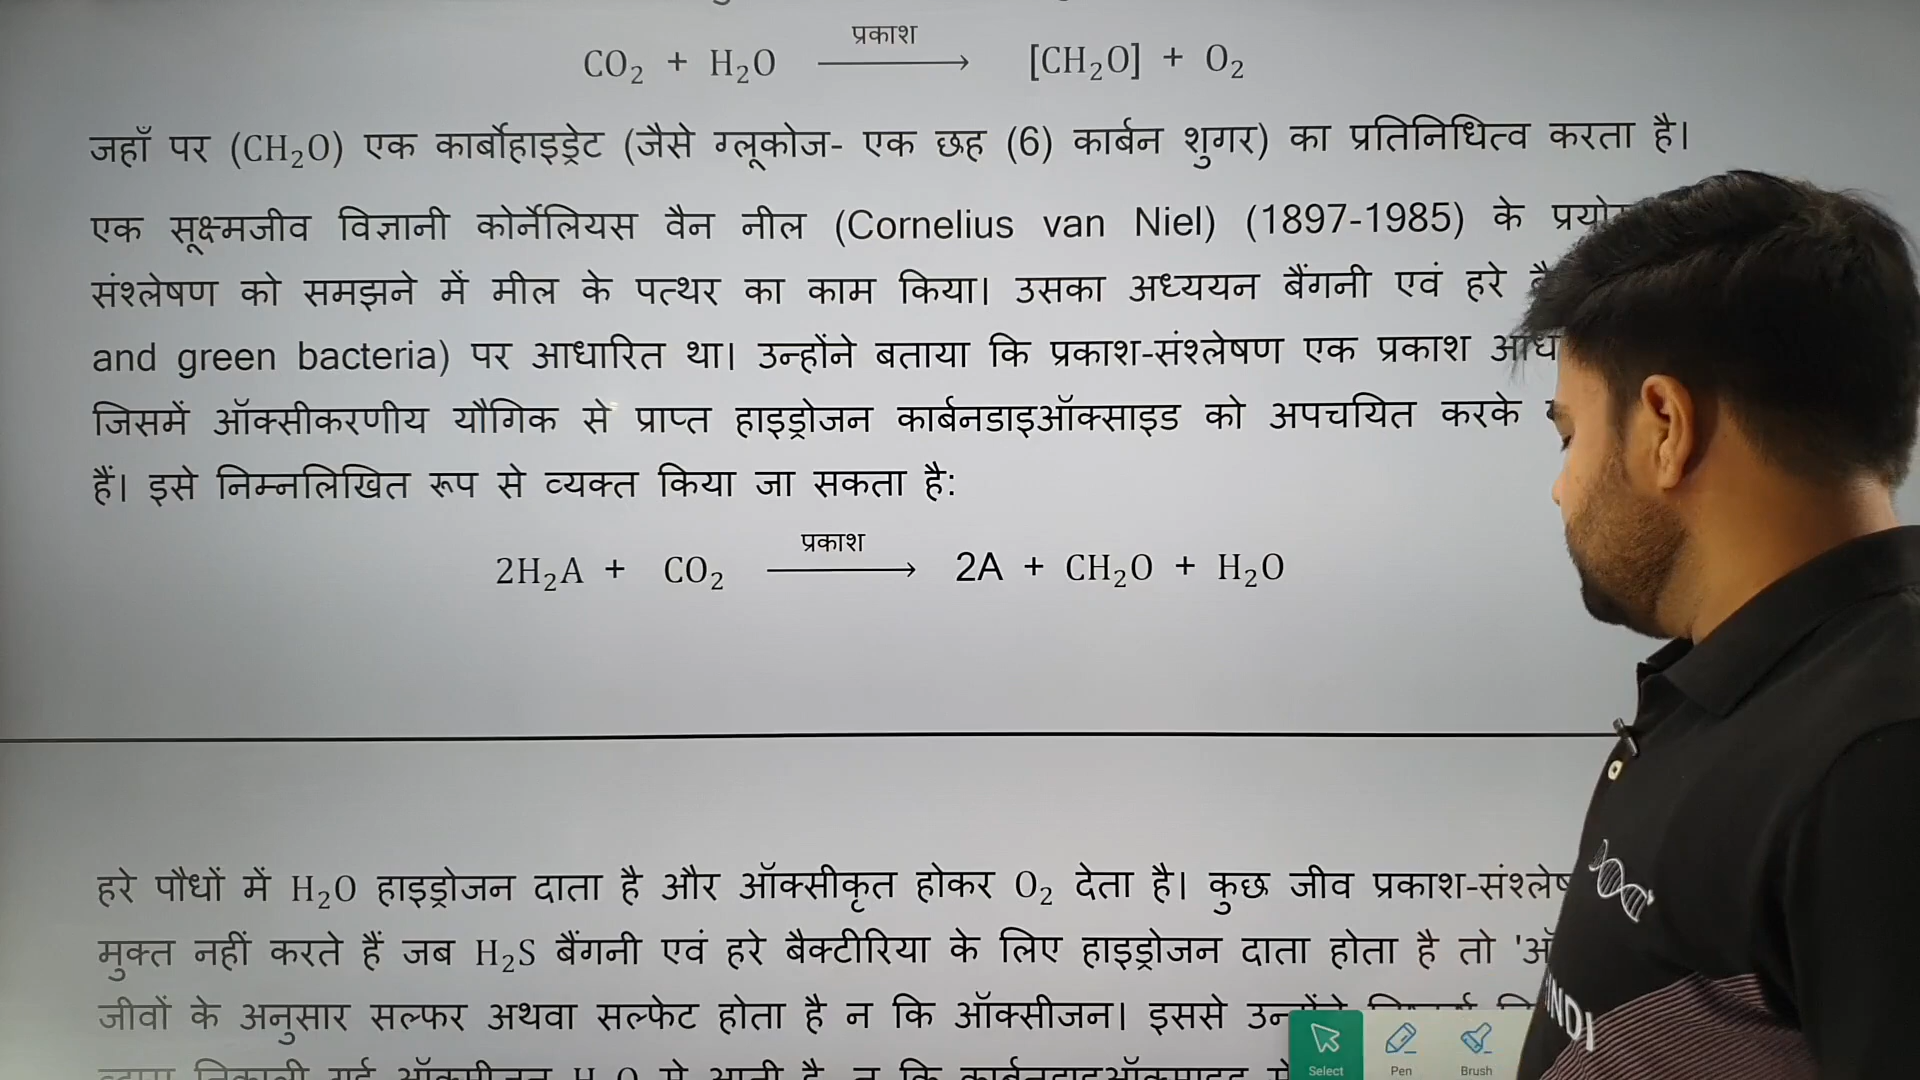 प्रकाश
CO₂ + H₂O ⟶ [CH₂O] + O₂
जहाँ पर (CH₂O) एक कार्बोहाइड्रेट (जैसे ग्लूकोज- एक छह (6) कार्बन शुगर) का प्रतिनिधित्व करता है।
एक सूक्ष्मजीव विज्ञानी कोर्नेलियस वैन नील (Cornelius van Niel) (1897-1985) के
संश्लेषण को समझने में मील के पत्थर का काम किया। उसका अध्ययन बैंगनी एवं हरे
and green bacteria) पर आधारित था। उन्होंने बताया कि प्रकाश-संश्लेषण एक प्रकाश
जिसमें ऑक्सीकरणीय यौगिक से प्राप्त हाइड्रोजन कार्बनडाइऑक्साइड को अपचयित करके
हैं। इसे निम्नलिखित रूप से व्यक्त किया जा सकता है:
प्रकाश
2H₂A + CO₂ ⟶ 2A + CH₂O + H₂O
हरे पौधों में H₂O हाइड्रोजन दाता है और ऑक्सीकृत होकर O₂ देता है। कुछ जीव
मुक्त नहीं करते हैं जब H₂S बैंगनी एवं हरे बैक्टीरिया के लिए हाइड्रोजन दाता होता है तो
जीवों के अनुसार सल्फर अथवा सल्फेट होता है न कि ऑक्सीजन। इससे
Select Pen Brush